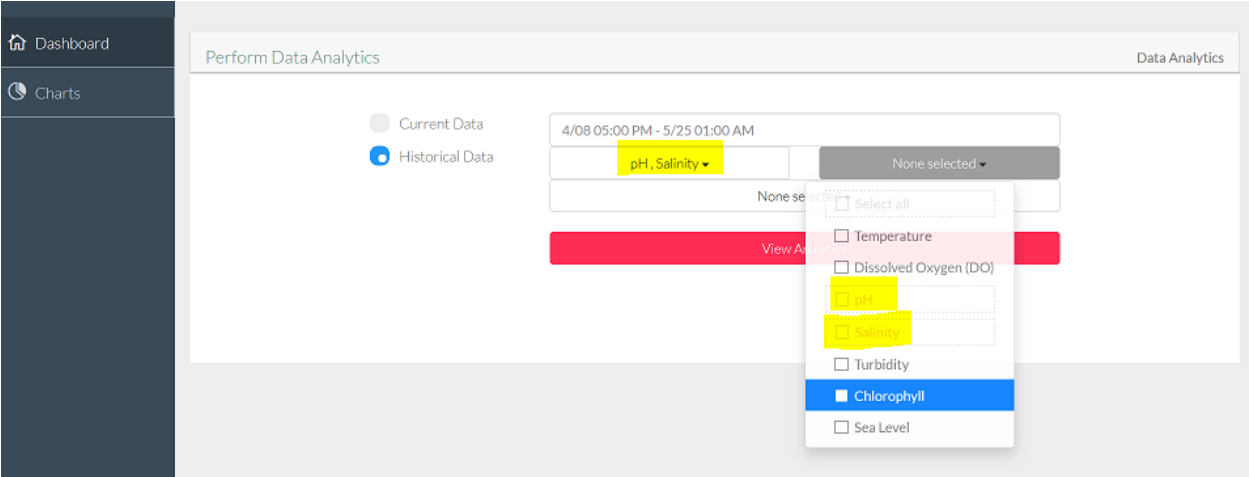 Dashboard
Charts
Perform Data Analytics
Data Analytics
Current Data
4/08 05:00 PM - 5/25 01:00 AM
Historical Data
pH , Salinity
None selected
None selected
View Analytics
Select all
Temperature
Dissolved Oxygen (DO)
pH
Salinity
Turbidity
Chlorophyll
Sea Level